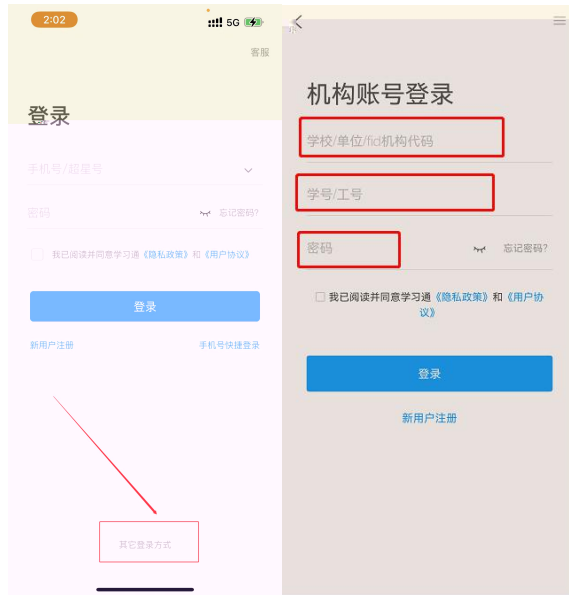 2:02
5G
客服
登录
手机号/超星号
密码
忘记密码?
我已阅读并同意学习通《隐私政策》和《用户协议》
登录
新用户注册
手机号快捷登录
其它登录方式
机构账号登录
学校/单位/fid机构代码
学号/工号
密码
忘记密码?
我已阅读并同意学习通《隐私政策》和《用户协
议》
登录
新用户注册